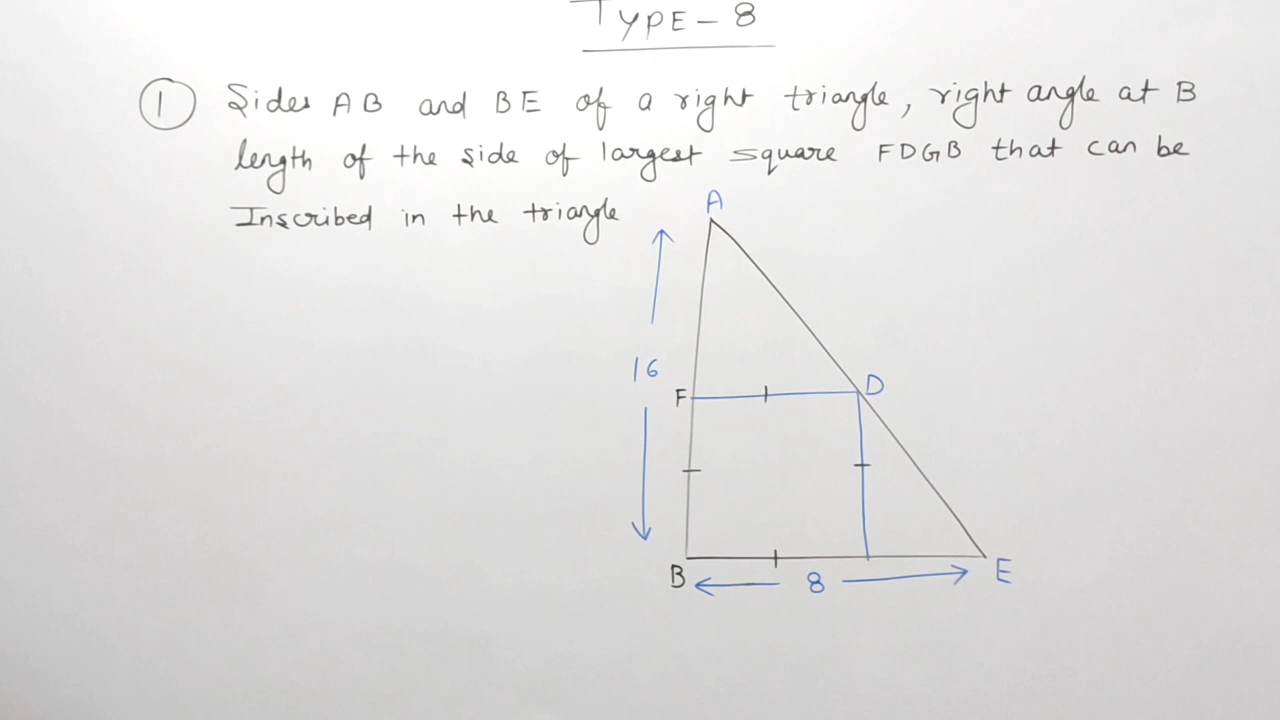 TYPE - 8
1 Sides AB and BE of a right triangle, right angle at B
length of the side of largest square FDGB that can be
Inscribed in the triangle
A
16
F
D
B
8
E